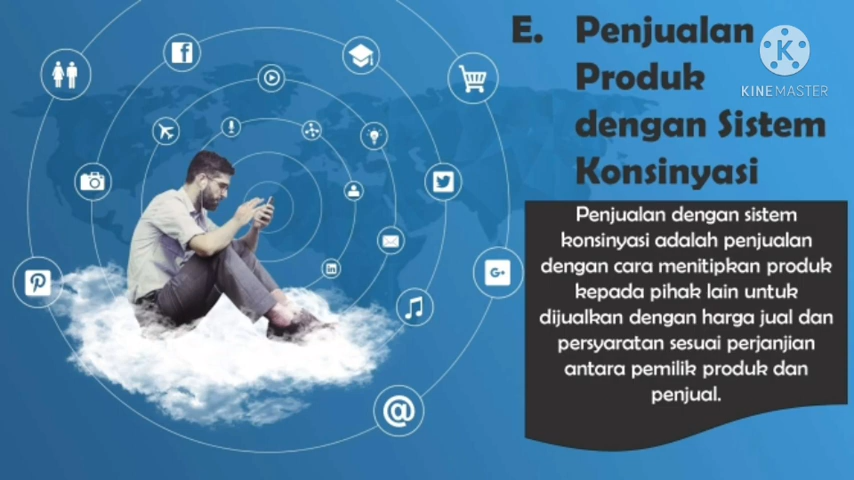 E. Penjualan
Produk
dengan Sistem
Konsinyasi
KINEMASTER
Penjualan dengan sistem
konsinyasi adalah penjualan
dengan cara menitipkan produk
kepada pihak lain untuk
dijualkan dengan harga jual dan
persyaratan sesuai perjanjian
antara pemilik produk dan
penjual.